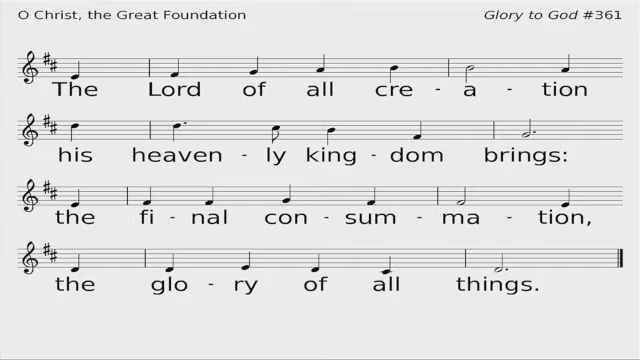 O Christ, the Great Foundation
Glory to God #361
The Lord of all cre - a - tion
his heaven - ly king - dom brings:
the fi - nal con - sum - ma - tion,
the glo - ry of all things.